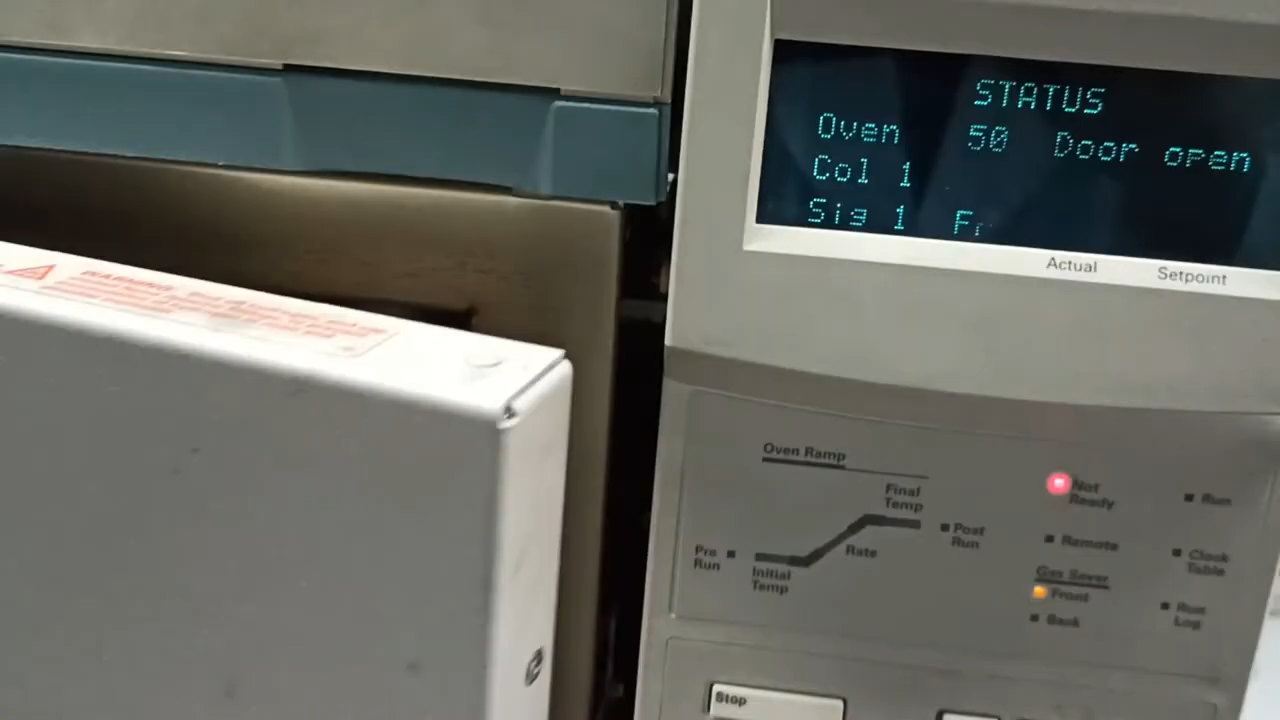 STATUS
Oven 50 Door open
Col 1
Sig 1
Actual Setpoint
Oven Ramp
Final
Temp
Pre
Run
Initial
Temp
Rate
Post
Run
Not
Ready
Run
Remote
Clock
Table
Gas Saver
Front
Back
Run
Log
Stop
WARNING: